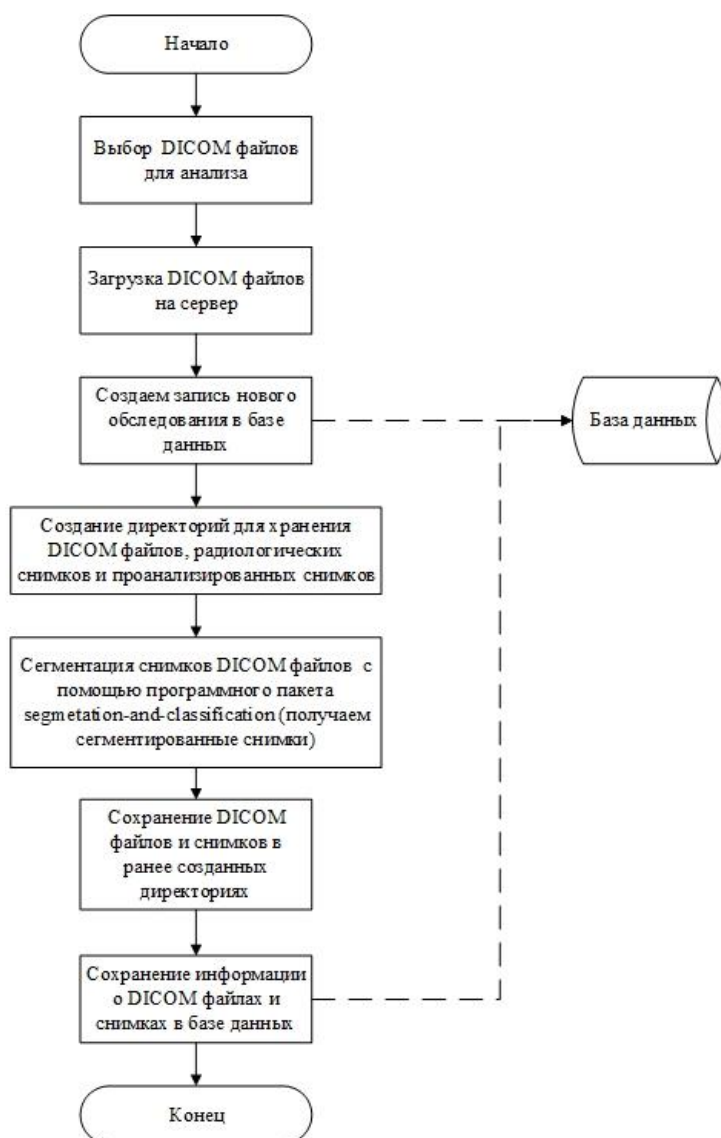 Начало
Выбор DICOM файлов
для анализа
Загрузка DICOM файлов
на сервер
Создаем запись нового
обследования в базе
данных
База данных
Создание директорий для хранения
DICOM файлов, радиологических
снимков и проанализированных снимков
Сегментация снимков DICOM файлов с
помощью программного пакета
segmetation-and-classification (получаем
сегментированные снимки)
Сохранение DICOM
файлов и снимков в
ранее созданных
директориях
Сохранение информации
о DICOM файлах и
снимках в базе данных
Конец